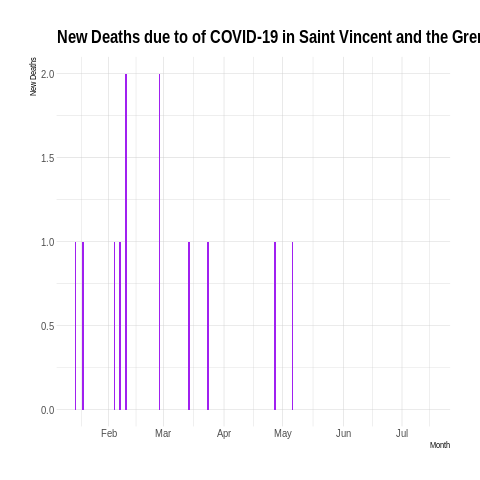 New Deaths due to of COVID-19 in Saint Vincent and the Gren
New Deaths
2.0
1.5
1.0
0.5
0.0
Feb Mar Apr May Jun Jul
Month